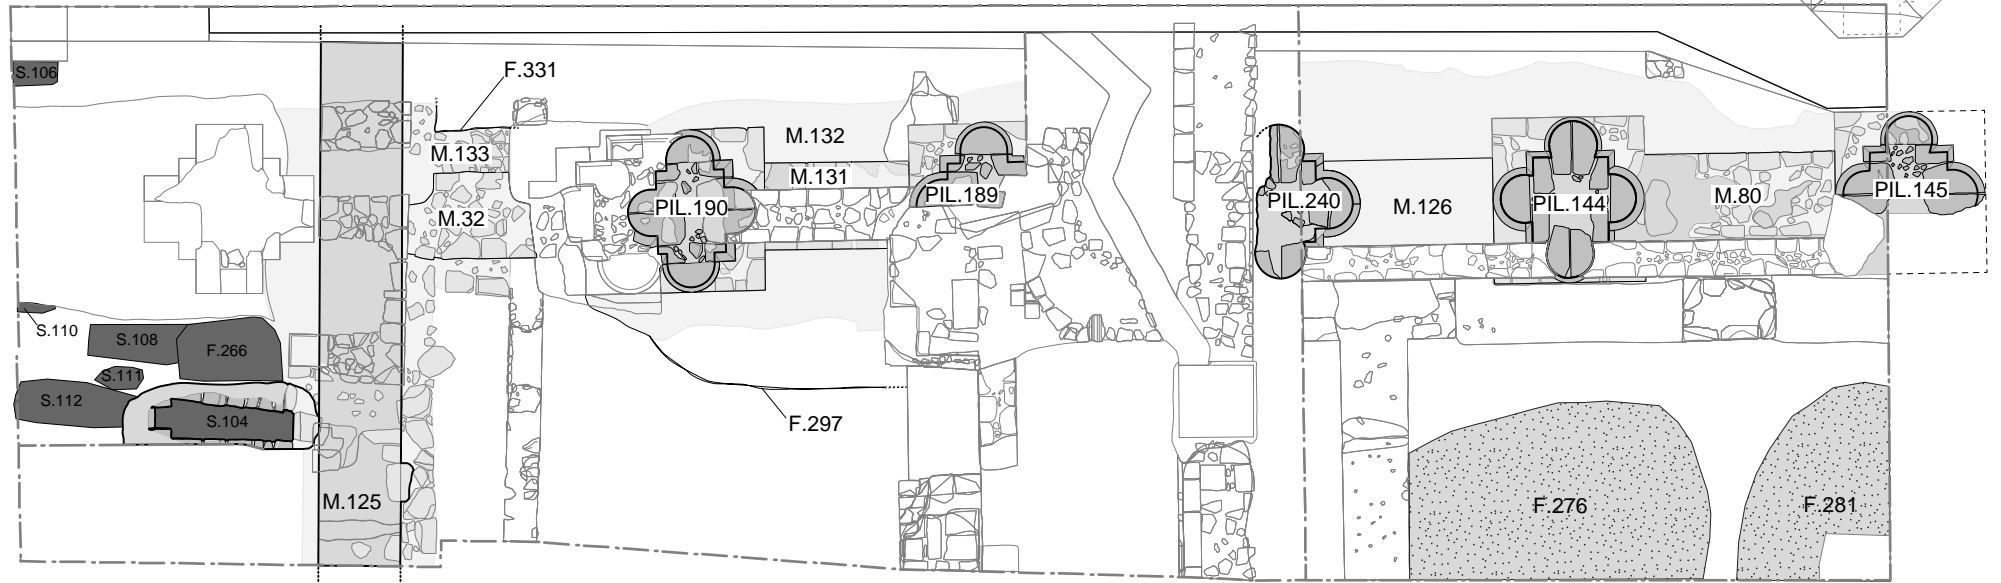 S.106
F.331
M.132
M.133
M.131
M.32
PIL.190
PIL.189
PIL.240
M.126
PIL.144
M.80
PIL.145
S.110
S.108
F.266
S.111
S.112
S.104
F.297
M.125
F.276
F.281